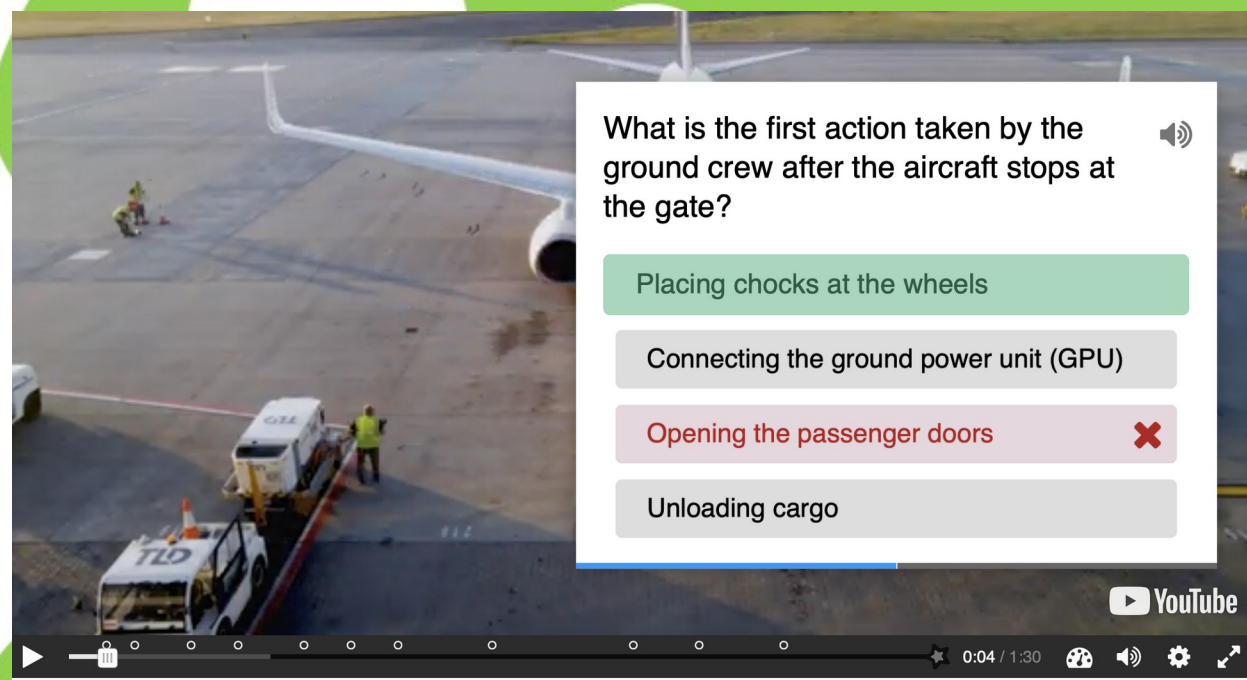 What is the first action taken by the
ground crew after the aircraft stops at
the gate?
Placing chocks at the wheels
Connecting the ground power unit (GPU)
Opening the passenger doors
Unloading cargo
TLD
TLD
YouTube
0:04 / 1:30